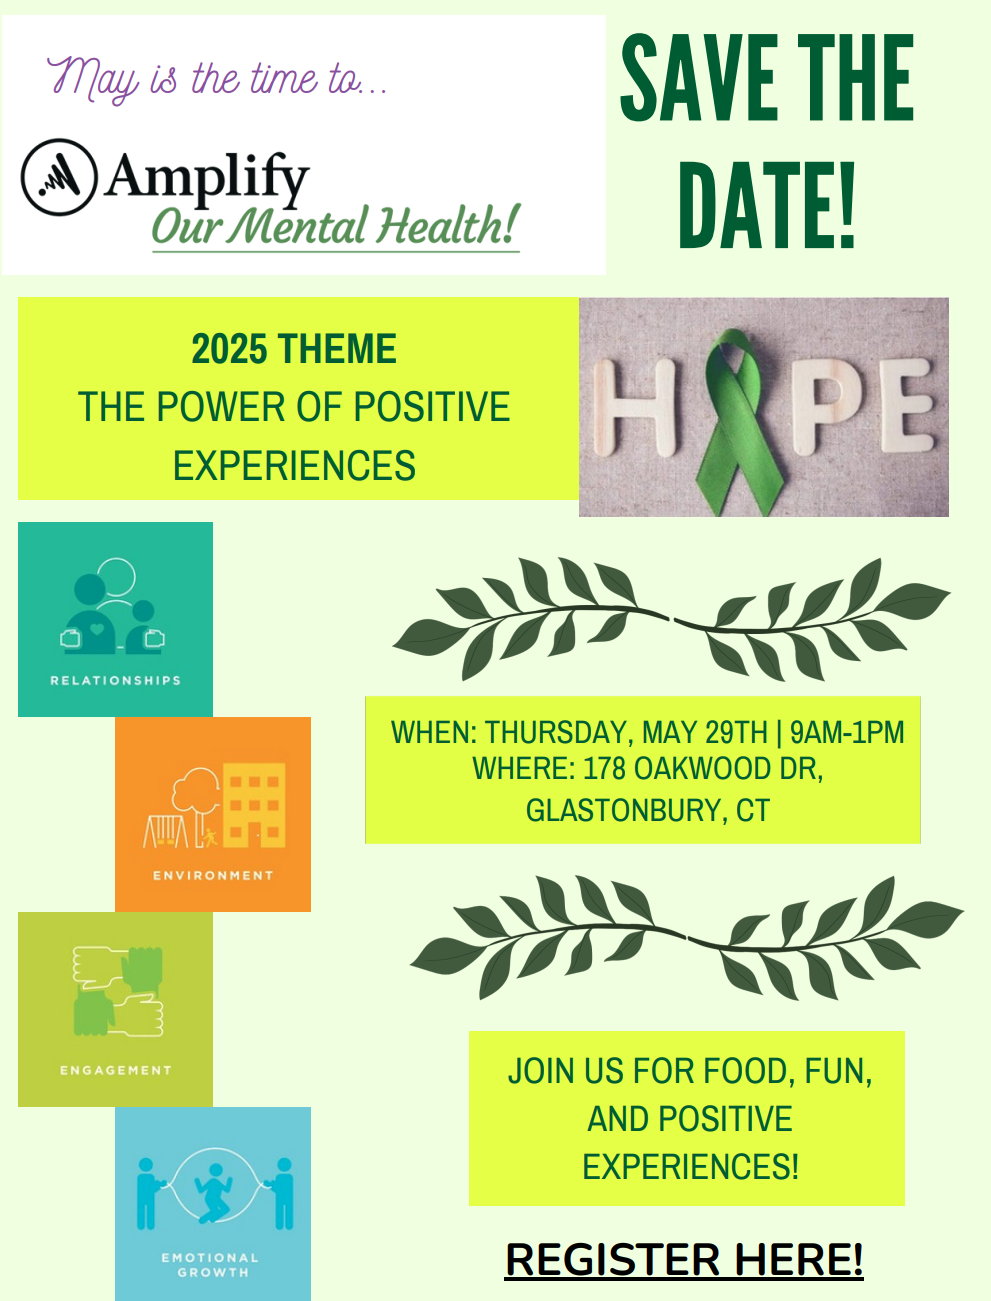 May is the time to...
Amplify
Our Mental Health!
SAVE THE
DATE!
2025 THEME
THE POWER OF POSITIVE
EXPERIENCES
H PE
RELATIONSHIPS
ENVIRONMENT
ENGAGEMENT
EMOTIONAL
GROWTH
WHEN: THURSDAY, MAY 29TH | 9AM-1PM
WHERE: 178 OAKWOOD DR,
GLASTONBURY, CT
JOIN US FOR FOOD, FUN,
AND POSITIVE
EXPERIENCES!
REGISTER HERE!